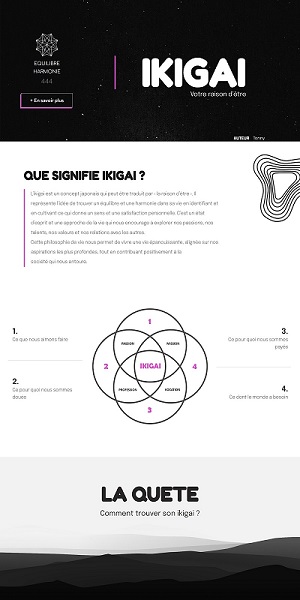 EQUILIBRE
HARMONIE
444
+ En savoir plus
IKIGAI
Votre raison d'être
AUTEUR Tenny
QUE SIGNIFIE IKIGAI ?
L'ikigai est un concept japonais qui peut être traduit par « la raison d'être ». Il
représente l'idée de trouver un équilibre et une harmonie dans sa vie en identifiant et
en cultivant ce qui donne un sens et une satisfaction personnelle. C'est un état
d'esprit et une approche de la vie qui nous encourage à explorer nos passions, nos
talents, nos valeurs et nos relations avec les autres.
Cette philosophie de vie nous permet de vivre une vie épanouissante, alignée sur nos
aspirations les plus profondes, tout en contribuant positivement à la
société qui nous entoure.
1.
Ce que nous aimons faire
2.
Ce pour quoi nous sommes
doués
3.
Ce pour quoi nous sommes
payés
4.
Ce dont le monde a besoin
1
PASSION
MISSION
2
IKIGAI
4
PROFESSION
VOCATION
3
LA QUETE
Comment trouver son ikigai ?